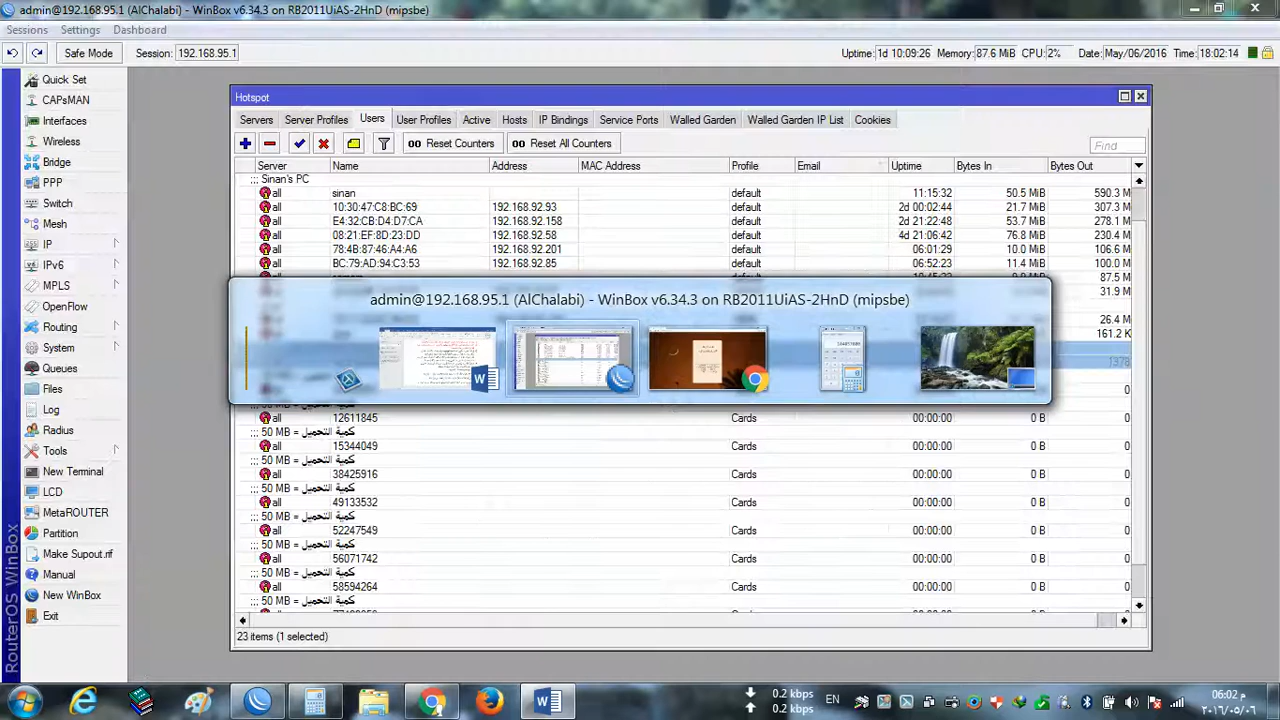 admin@192.168.95.1 (AlChalabi) - WinBox v6.34.3 on RB2011UiAS-2HnD (mipsbe)
Sessions Settings Dashboard
Safe Mode Session: 192.168.95.1 Uptime: 1d 10:09:26 Memory: 87.6 MiB CPU: 2% Date: May/06/2016 Time: 18:02:14
Quick Set
CAPsMAN
Interfaces
Wireless
Bridge
PPP
Switch
Mesh
IP
IPv6
MPLS
OpenFlow
Routing
System
Queues
Files
Log
Radius
Tools
New Terminal
LCD
MetaROUTER
Partition
Make Supout.rif
Manual
New WinBox
Exit
RouterOS WinBox
Hotspot
Servers Server Profiles Users User Profiles Active Hosts IP Bindings Service Ports Walled Garden Walled Garden IP List Cookies
00 Reset Counters 00 Reset All Counters Find
Server Name Address MAC Address Profile Email Uptime Bytes In Bytes Out
::: Sinan's PC
all sinan default 11:15:32 50.5 MiB 590.3 M
all 10:30:47:C8:BC:69 192.168.92.93 default 2d 00:02:44 21.7 MiB 307.3 M
all E4:32:CB:D4:D7:CA 192.168.92.158 default 2d 21:22:48 53.7 MiB 278.1 M
all 08:21:EF:8D:23:DD 192.168.92.58 default 4d 21:06:42 76.8 MiB 230.4 M
all 78:4B:87:46:A4:A6 192.168.92.201 default 06:01:29 10.0 MiB 106.6 M
all BC:79:AD:94:C3:53 192.168.92.85 default 06:52:23 11.4 MiB 100.0 M
87.5 M
admin@192.168.95.1 (AlChalabi) - WinBox v6.34.3 on RB2011UiAS-2HnD (mipsbe)
31.9 M
26.4 M
161.2 K
0
all 12611845 Cards 00:00:00 0 B 0
::: 50 MB = كمية التحميل
all 15344049 Cards 00:00:00 0 B 0
::: 50 MB = كمية التحميل
all 38425916 Cards 00:00:00 0 B 0
::: 50 MB = كمية التحميل
all 49133532 Cards 00:00:00 0 B 0
::: 50 MB = كمية التحميل
all 52247549 Cards 00:00:00 0 B 0
::: 50 MB = كمية التحميل
all 56071742 Cards 00:00:00 0 B 0
::: 50 MB = كمية التحميل
all 58594264 Cards 00:00:00 0 B 0
::: 50 MB = كمية التحميل
23 items (1 selected)
0.2 kbps
0.2 kbps
EN
06:02 م
٢٠١٦/٠٥/٠٦